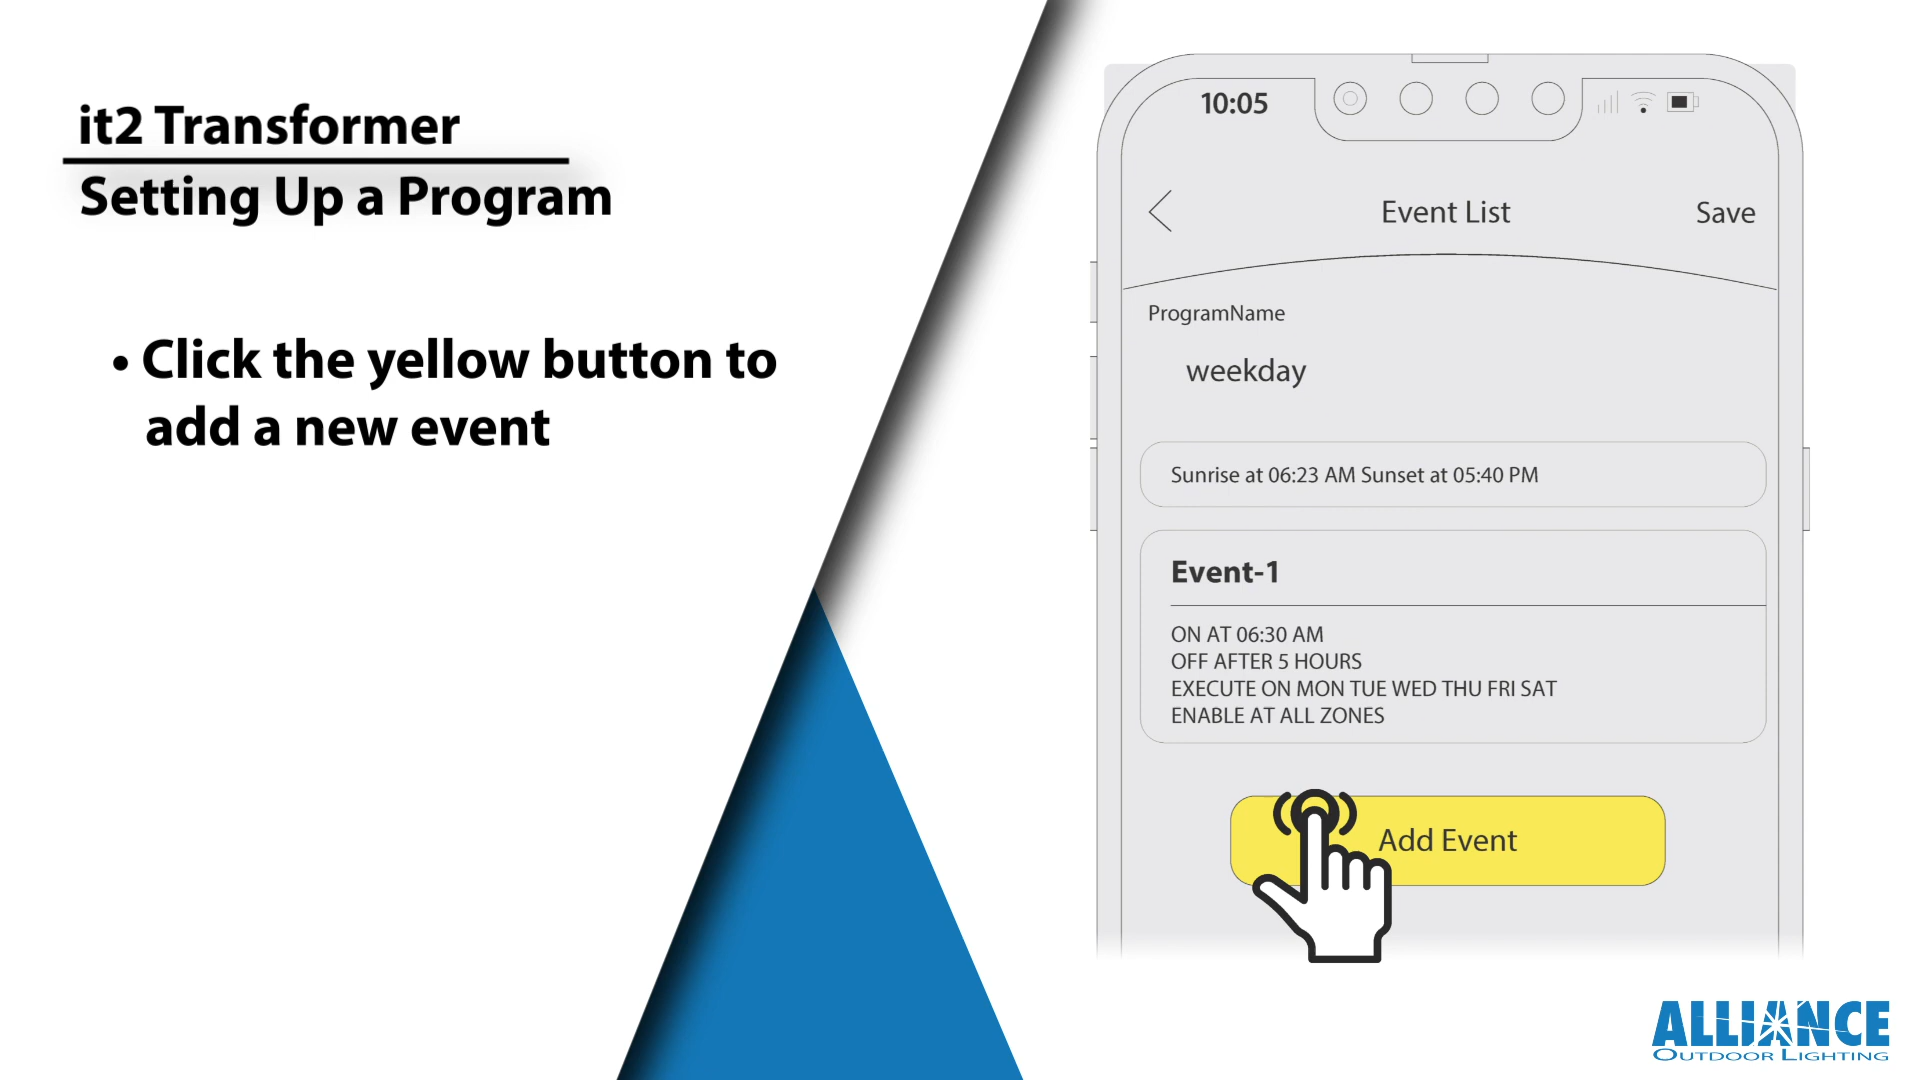 it2 Transformer
Setting Up a Program
• Click the yellow button to
add a new event
10:05
Event List
Save
ProgramName
weekday
Sunrise at 06:23 AM Sunset at 05:40 PM
Event-1
ON AT 06:30 AM
OFF AFTER 5 HOURS
EXECUTE ON MON TUE WED THU FRI SAT
ENABLE AT ALL ZONES
Add Event
ALLIANCE
OUTDOOR LIGHTING